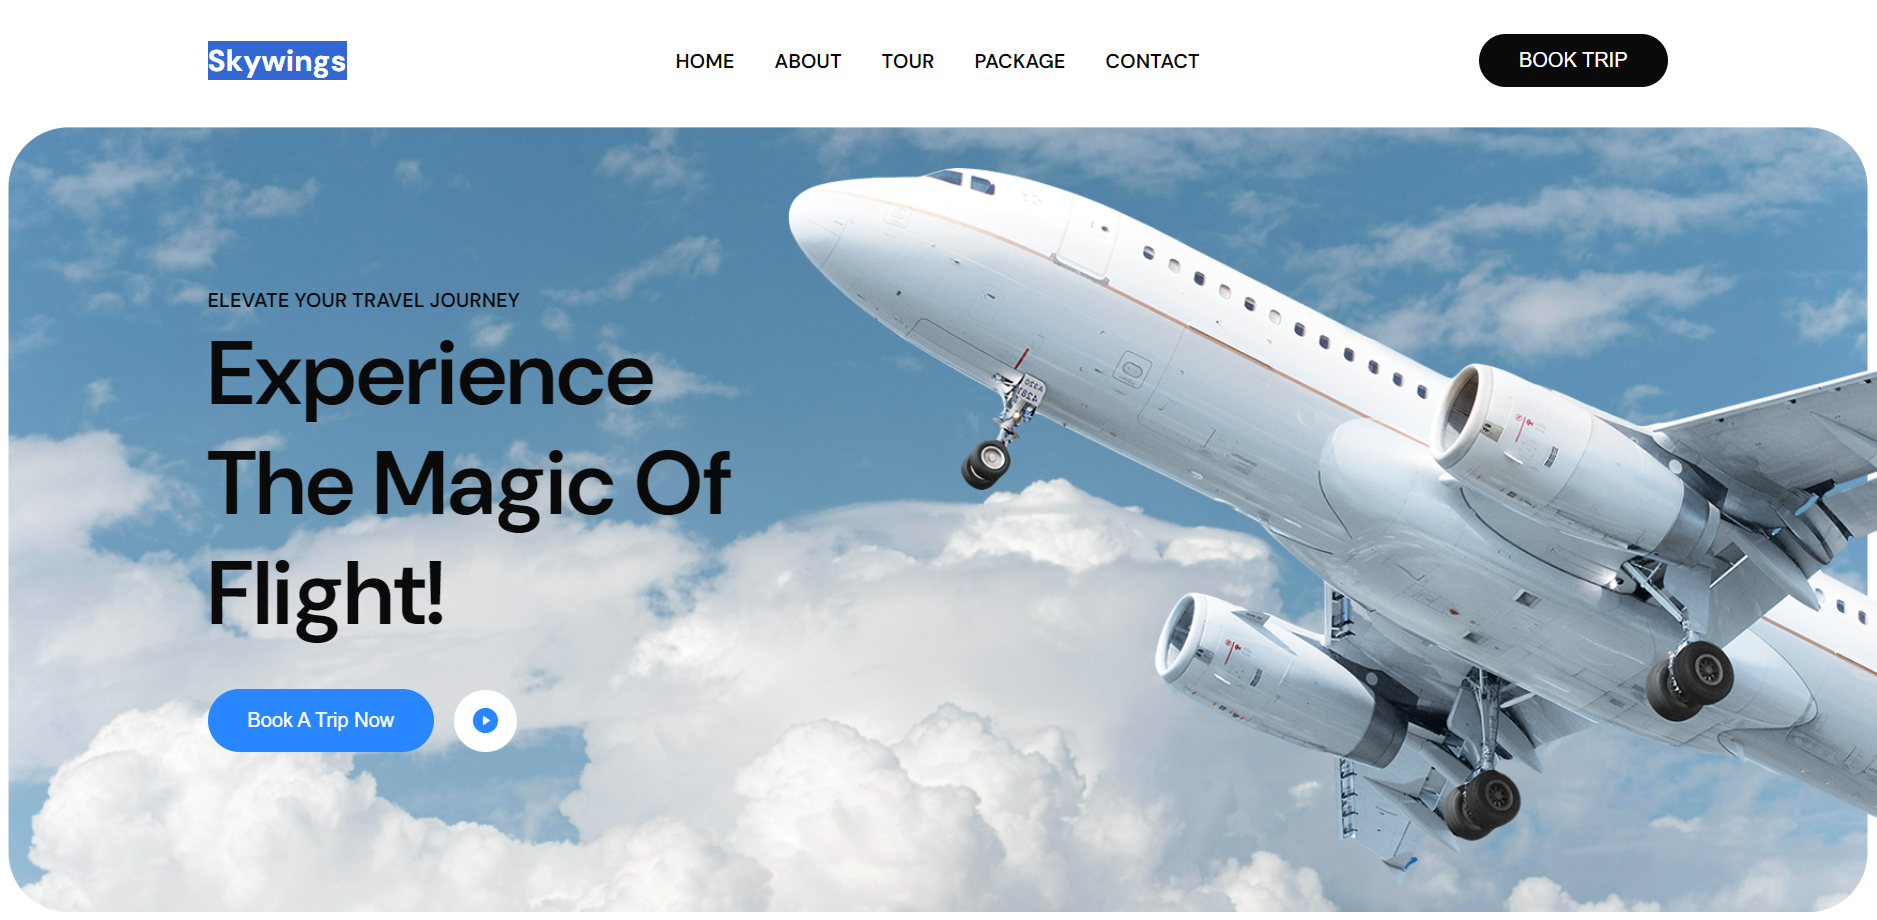 Skywings
HOME ABOUT TOUR PACKAGE CONTACT
BOOK TRIP
ELEVATE YOUR TRAVEL JOURNEY
Experience
The Magic Of
Flight!
Book A Trip Now